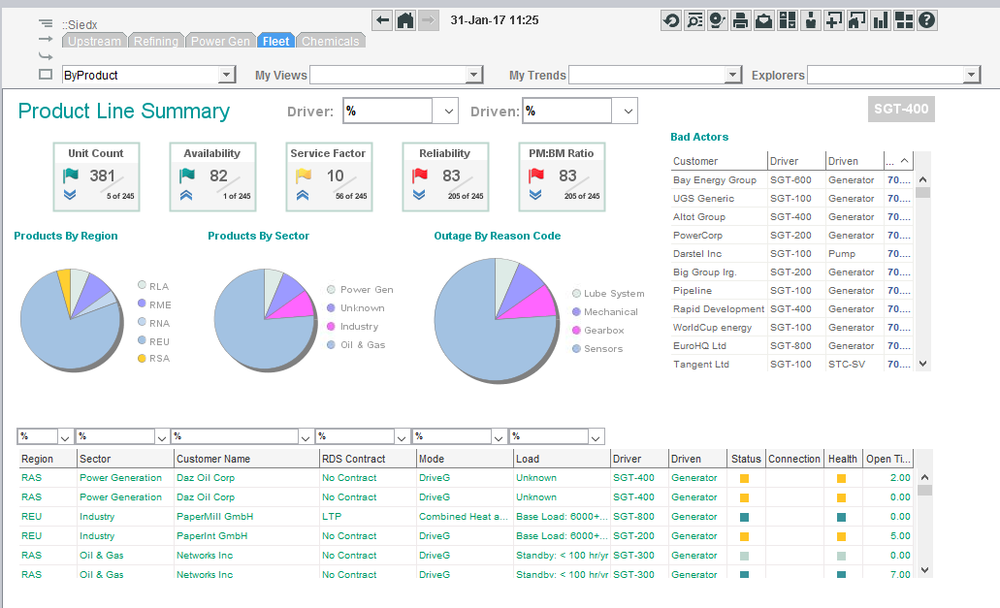 ::Siedx
31-Jan-17 11:25
Upstream Refining Power Gen Fleet Chemicals
ByProduct My Views My Trends Explorers
Product Line Summary
Driver: % Driven: %
SGT-400
Unit Count
381
5 of 245
Availability
82
1 of 245
Service Factor
10
56 of 245
Reliability
83
205 of 245
PM:BM Ratio
83
205 of 245
Bad Actors
Customer Driver Driven ...
Bay Energy Group SGT-600 Generator 70....
UGS Generic SGT-100 Generator 70....
Altot Group SGT-400 Generator 70....
PowerCorp SGT-200 Generator 70....
Darstel Inc SGT-100 Pump 70....
Big Group Irg. SGT-200 Generator 70....
Pipeline SGT-100 Generator 70....
Rapid Development SGT-400 Generator 70....
WorldCup energy SGT-100 Generator 70....
EuroHQ Ltd SGT-800 Generator 70....
Tangent Ltd SGT-100 STC-SV 70....
Products By Region
RLA
RME
RNA
REU
RSA
Products By Sector
Power Gen
Unknown
Industry
Oil & Gas
Outage By Reason Code
Lube System
Mechanical
Gearbox
Sensors
% % % % % %
Region Sector Customer Name RDS Contract Mode Load Driver Driven Status Connection Health Open Ti...
RAS Power Generation Daz Oil Corp No Contract DriveG Unknown SGT-400 Generator 2.00
RAS Power Generation Daz Oil Corp No Contract DriveG Unknown SGT-400 Generator 0.00
REU Industry PaperMill GmbH LTP Combined Heat a... Base Load: 6000+... SGT-800 Generator 0.00
REU Industry PaperInt GmbH No Contract DriveG Base Load: 6000+... SGT-200 Generator 5.00
RAS Oil & Gas Networks Inc No Contract DriveG Standby: < 100 hr/yr SGT-300 Generator 0.00
RAS Oil & Gas Networks Inc No Contract DriveG Standby: < 100 hr/yr SGT-300 Generator 7.00